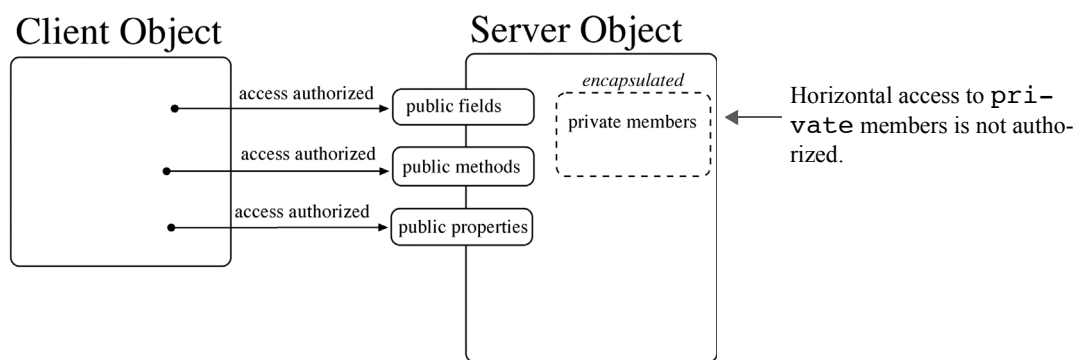 Client Object
Server Object
encapsulated
access authorized
public fields
private members
Horizontal access to pri-
vate members is not autho-
rized.
access authorized
public methods
access authorized
public properties